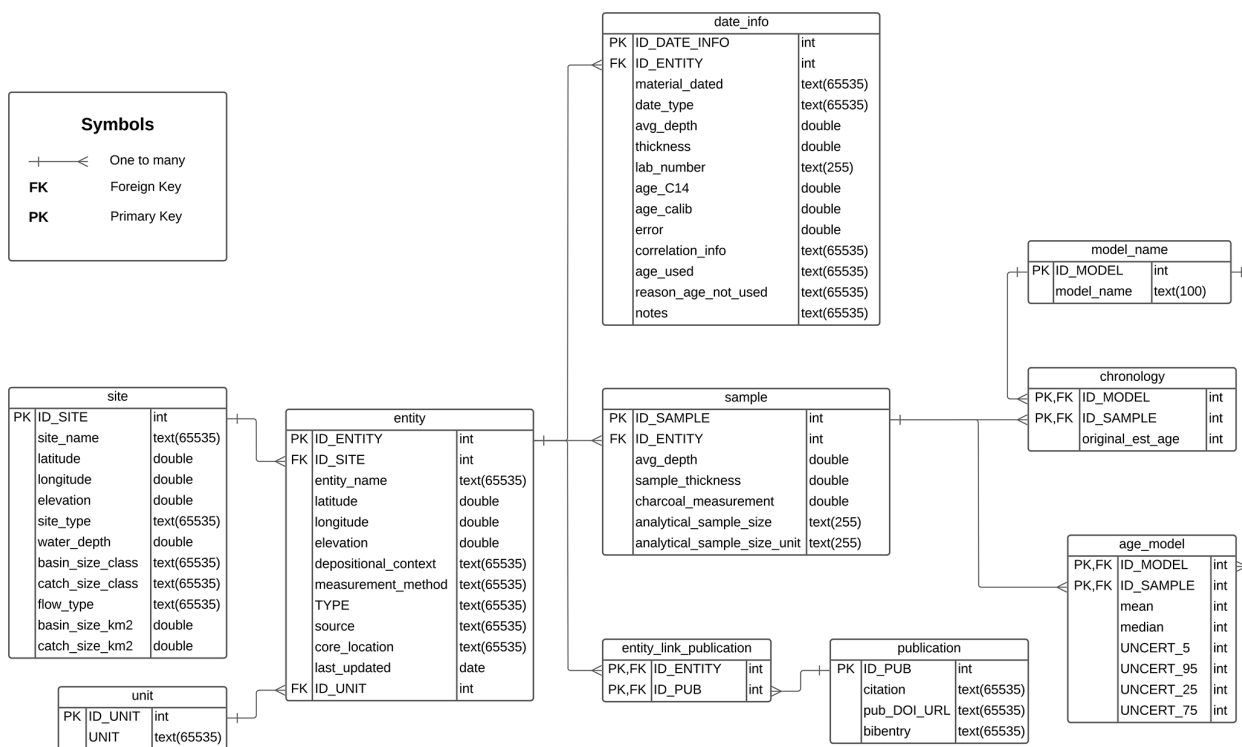 date_info
PK ID_DATE_INFO int
FK ID_ENTITY int
material_dated text(65535)
date_type text(65535)
avg_depth double
thickness double
lab_number text(255)
age_C14 double
age_calib double
error double
correlation_info text(65535)
age_used text(65535)
reason_age_not_used text(65535)
notes text(65535)
Symbols
One to many
FK Foreign Key
PK Primary Key
model_name
PK ID_MODEL int
model_name text(100)
chronology
PK,FK ID_MODEL int
PK,FK ID_SAMPLE int
original_est_age int
site
PK ID_SITE int
site_name text(65535)
latitude double
longitude double
elevation double
site_type text(65535)
water_depth double
basin_size_class text(65535)
catch_size_class text(65535)
flow_type text(65535)
basin_size_km2 double
catch_size_km2 double
entity
PK ID_ENTITY int
FK ID_SITE int
entity_name text(65535)
latitude double
longitude double
elevation double
depositional_context text(65535)
measurement_method text(65535)
TYPE text(65535)
source text(65535)
core_location text(65535)
last_updated date
FK ID_UNIT int
sample
PK ID_SAMPLE int
FK ID_ENTITY int
avg_depth double
sample_thickness double
charcoal_measurement double
analytical_sample_size text(255)
analytical_sample_size_unit text(255)
age_model
PK,FK ID_MODEL int
PK,FK ID_SAMPLE int
mean int
median int
UNCERT_5 int
UNCERT_95 int
UNCERT_25 int
UNCERT_75 int
entity_link_publication
PK,FK ID_ENTITY int
PK,FK ID_PUB int
publication
PK ID_PUB int
citation text(65535)
pub_DOI_URL text(65535)
bibentry text(65535)
unit
PK ID_UNIT int
UNIT text(65535)